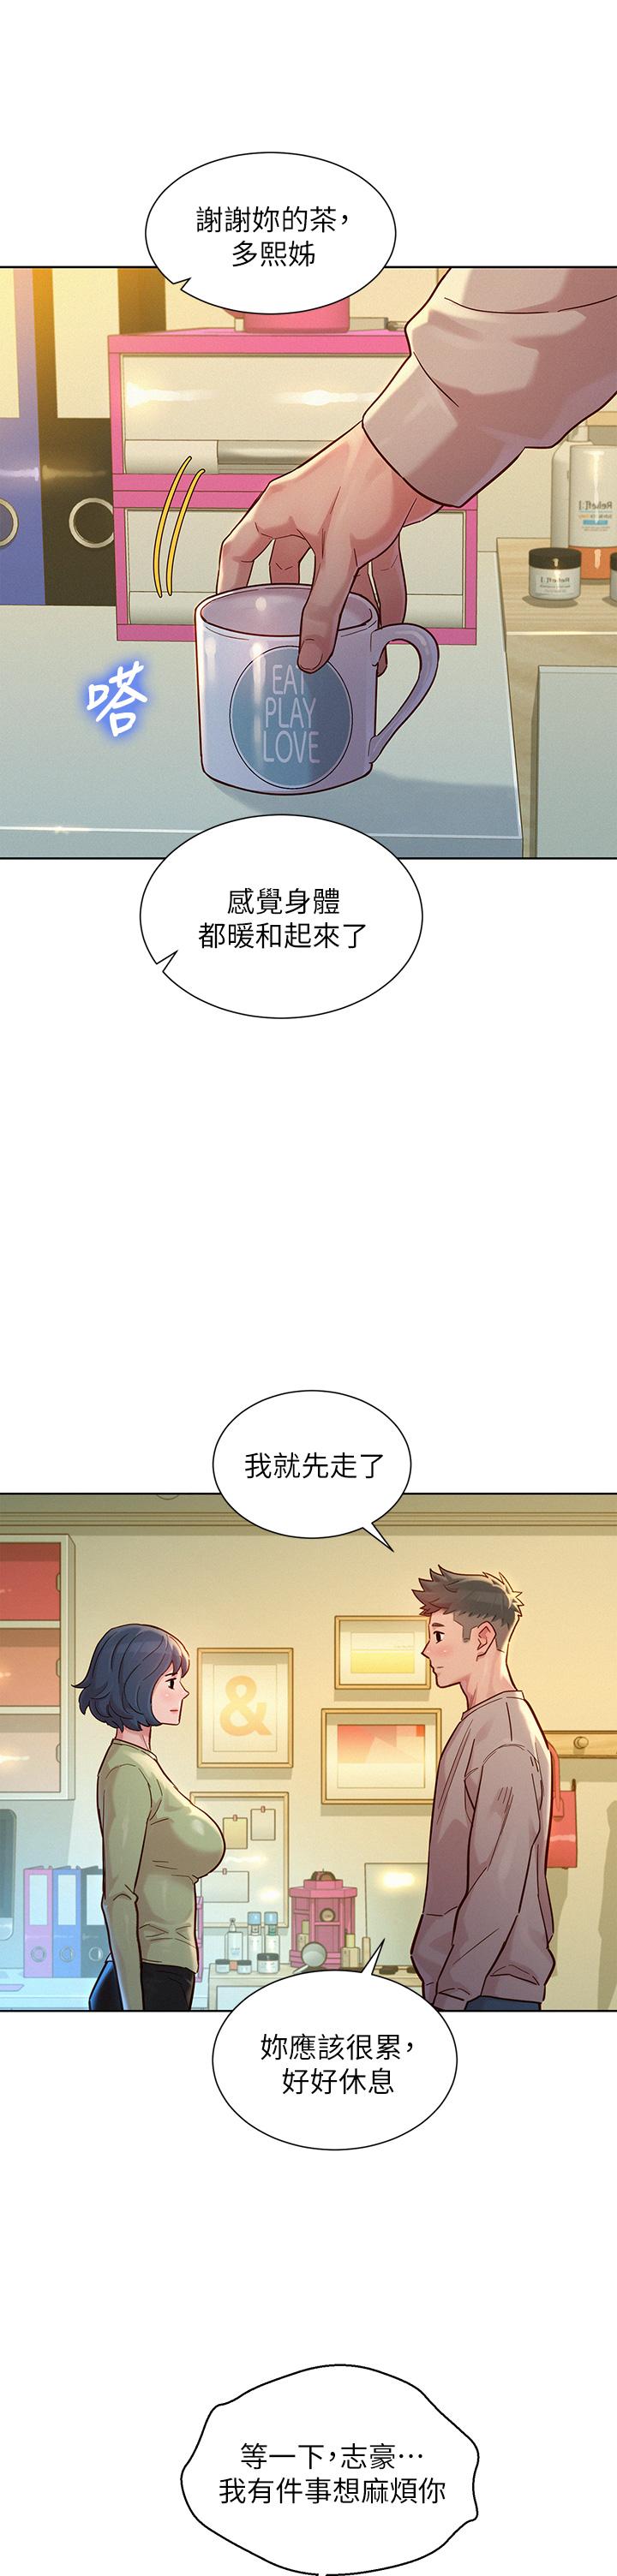 謝謝妳的茶，
多熙姊
Relief[.]
Relief[.]
嗒
EAT
PLAY
LOVE
感覺身體
都暖和起來了
我就先走了
&
妳應該很累，
好好休息
等一下，志豪…
我有件事想麻煩你